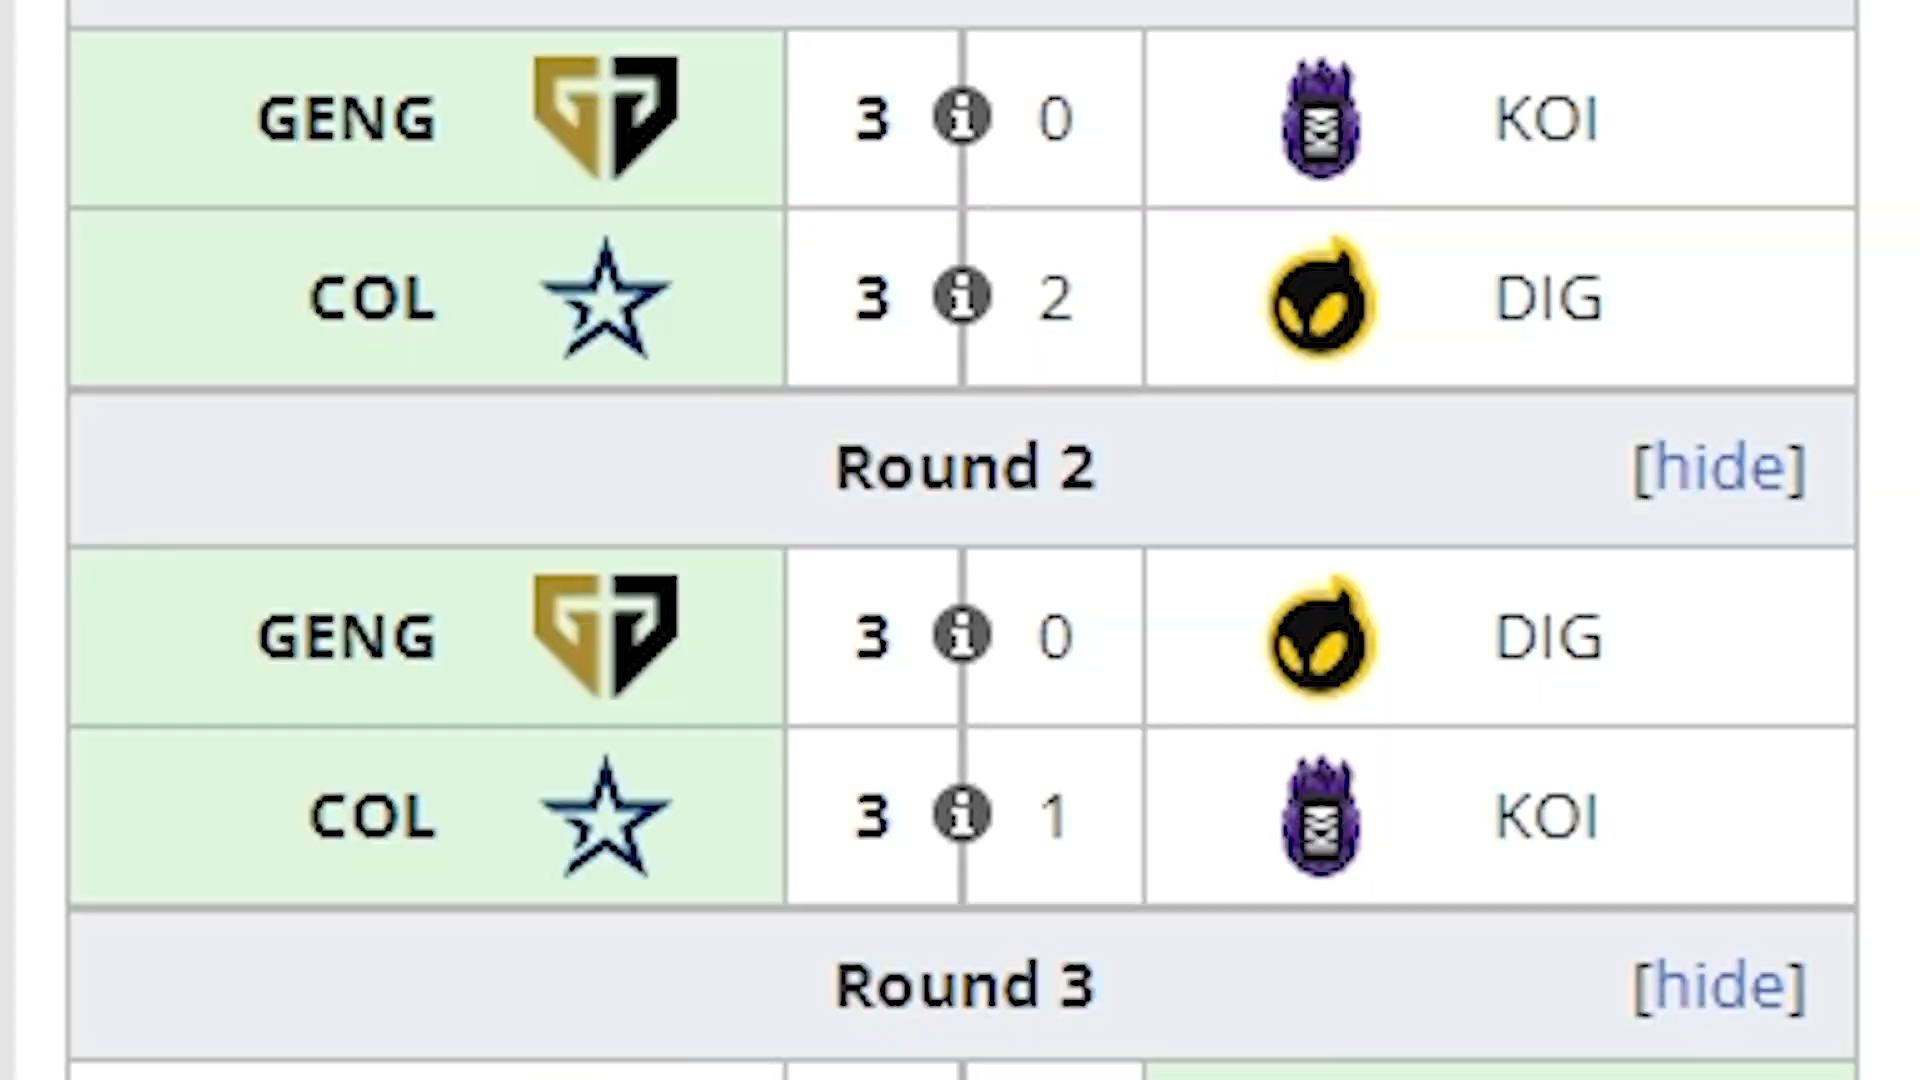 GENG 3 i 0 KOI
COL 3 i 2 DIG
Round 2 [hide]
GENG 3 i 0 DIG
COL 3 i 1 KOI
Round 3 [hide]